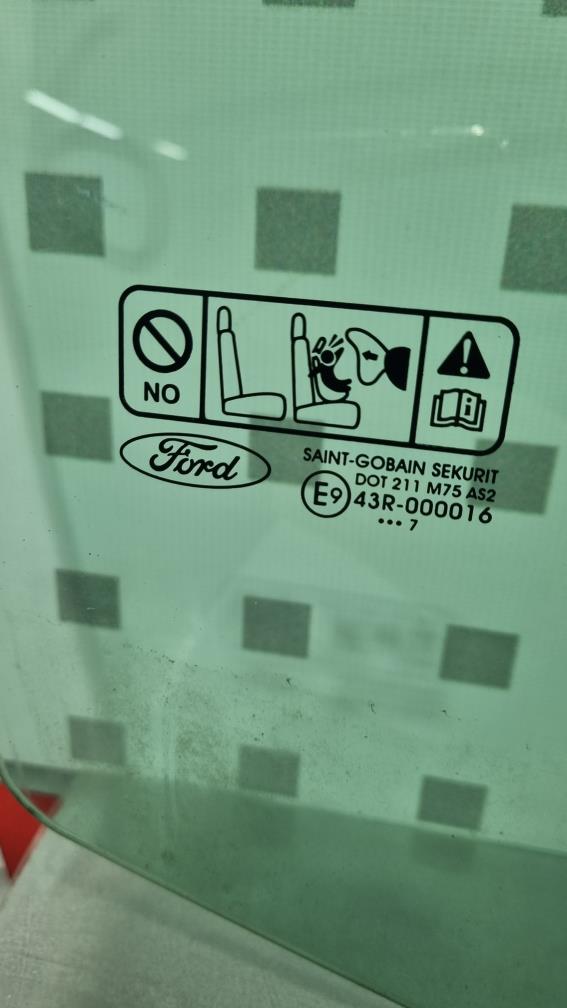 NO
Ford
SAINT-GOBAIN SEKURIT
DOT 211 M75 AS2
E9 43R-000016
••• 7